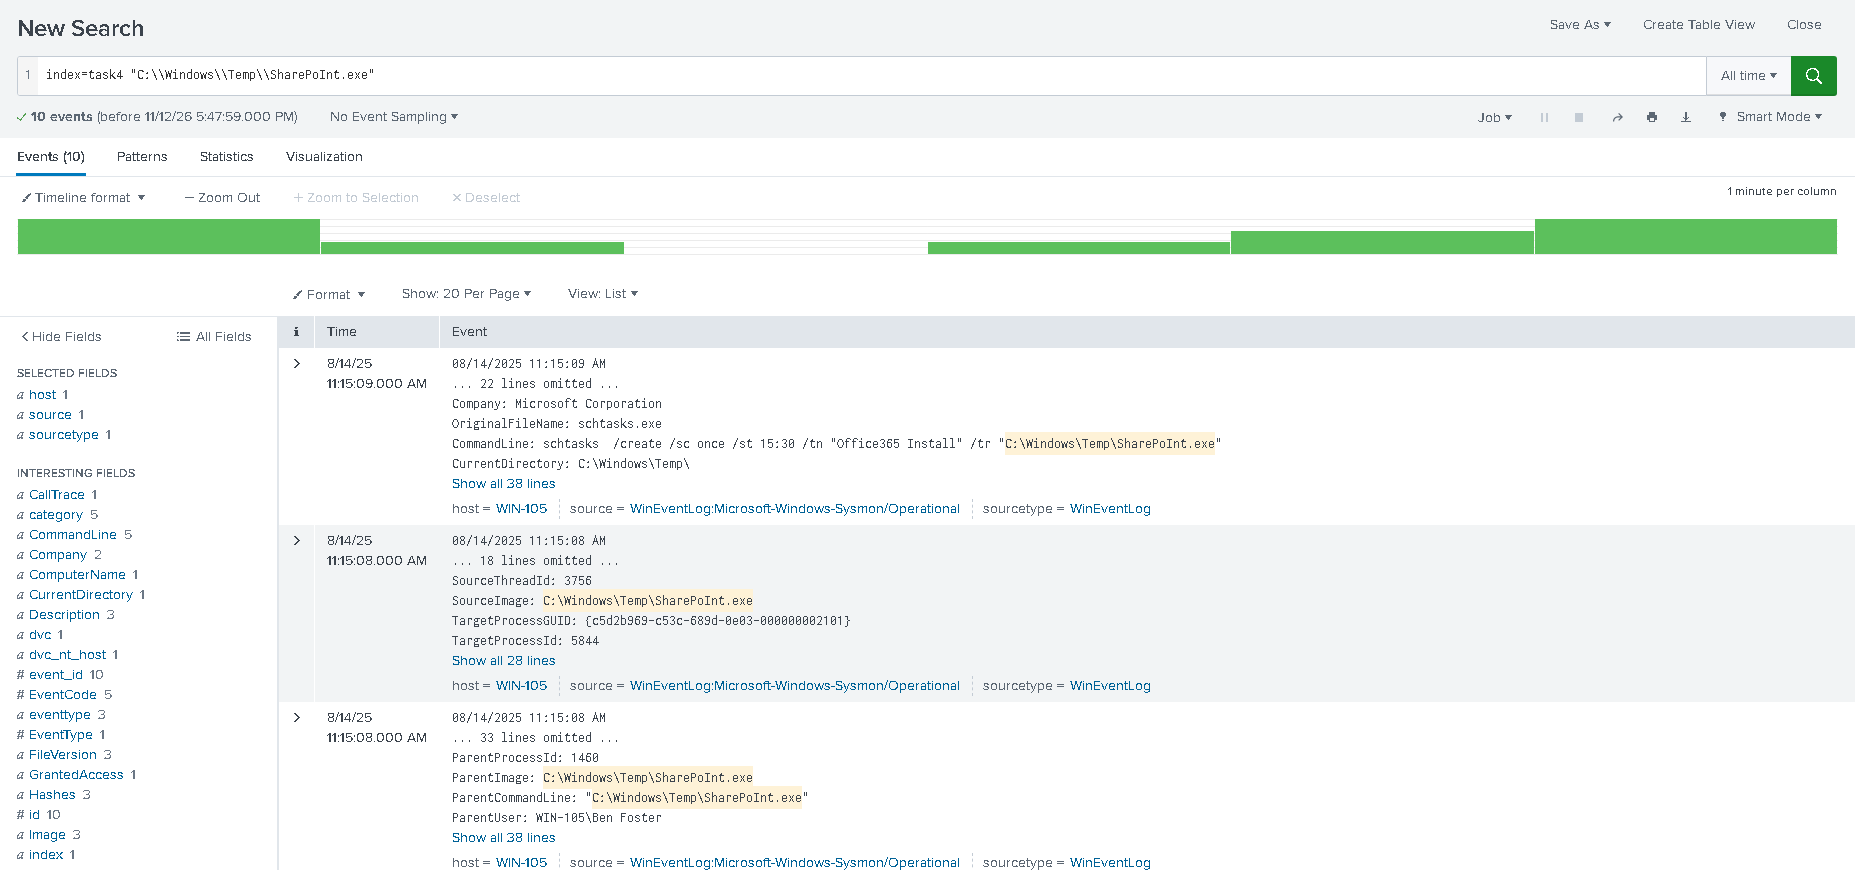 New Search
Save As
Create Table View
Close
1
index=task4 "C:\\Windows\\Temp\\SharePoInt.exe"
All time
10 events (before 11/12/26 5:47:59.000 PM)
No Event Sampling
Job
Smart Mode
Events (10)
Patterns
Statistics
Visualization
Timeline format
— Zoom Out
+ Zoom to Selection
× Deselect
1 minute per column
Format
Show: 20 Per Page
View: List
< Hide Fields
All Fields
SELECTED FIELDS
a host 1
a source 1
a sourcetype 1
INTERESTING FIELDS
a CallTrace 1
a category 5
a CommandLine 5
a Company 2
a ComputerName 1
a CurrentDirectory 1
a Description 3
a dvc 1
a dvc_nt_host 1
# event_id 10
# EventCode 5
a eventtype 3
# EventType 1
a FileVersion 3
a GrantedAccess 1
a Hashes 3
# id 10
a Image 3
a index 1
i
Time
Event
8/14/25
11:15:09.000 AM
08/14/2025 11:15:09 AM
... 22 lines omitted ...
Company: Microsoft Corporation
OriginalFileName: schtasks.exe
CommandLine: schtasks  /create /sc once /st 15:30 /tn "Office365 Install" /tr "C:\Windows\Temp\SharePoInt.exe"
CurrentDirectory: C:\Windows\Temp\
Show all 38 lines
host = WIN-105
source = WinEventLog:Microsoft-Windows-Sysmon/Operational
sourcetype = WinEventLog
8/14/25
11:15:08.000 AM
08/14/2025 11:15:08 AM
... 18 lines omitted ...
SourceThreadId: 3756
SourceImage: C:\Windows\Temp\SharePoInt.exe
TargetProcessGUID: {c5d2b969-c53c-689d-0e03-000000002101}
TargetProcessId: 5844
Show all 28 lines
host = WIN-105
source = WinEventLog:Microsoft-Windows-Sysmon/Operational
sourcetype = WinEventLog
8/14/25
11:15:08.000 AM
08/14/2025 11:15:08 AM
... 33 lines omitted ...
ParentProcessId: 1460
ParentImage: C:\Windows\Temp\SharePoInt.exe
ParentCommandLine: "C:\Windows\Temp\SharePoInt.exe"
ParentUser: WIN-105\Ben Foster
Show all 38 lines
host = WIN-105
source = WinEventLog:Microsoft-Windows-Sysmon/Operational
sourcetype = WinEventLog